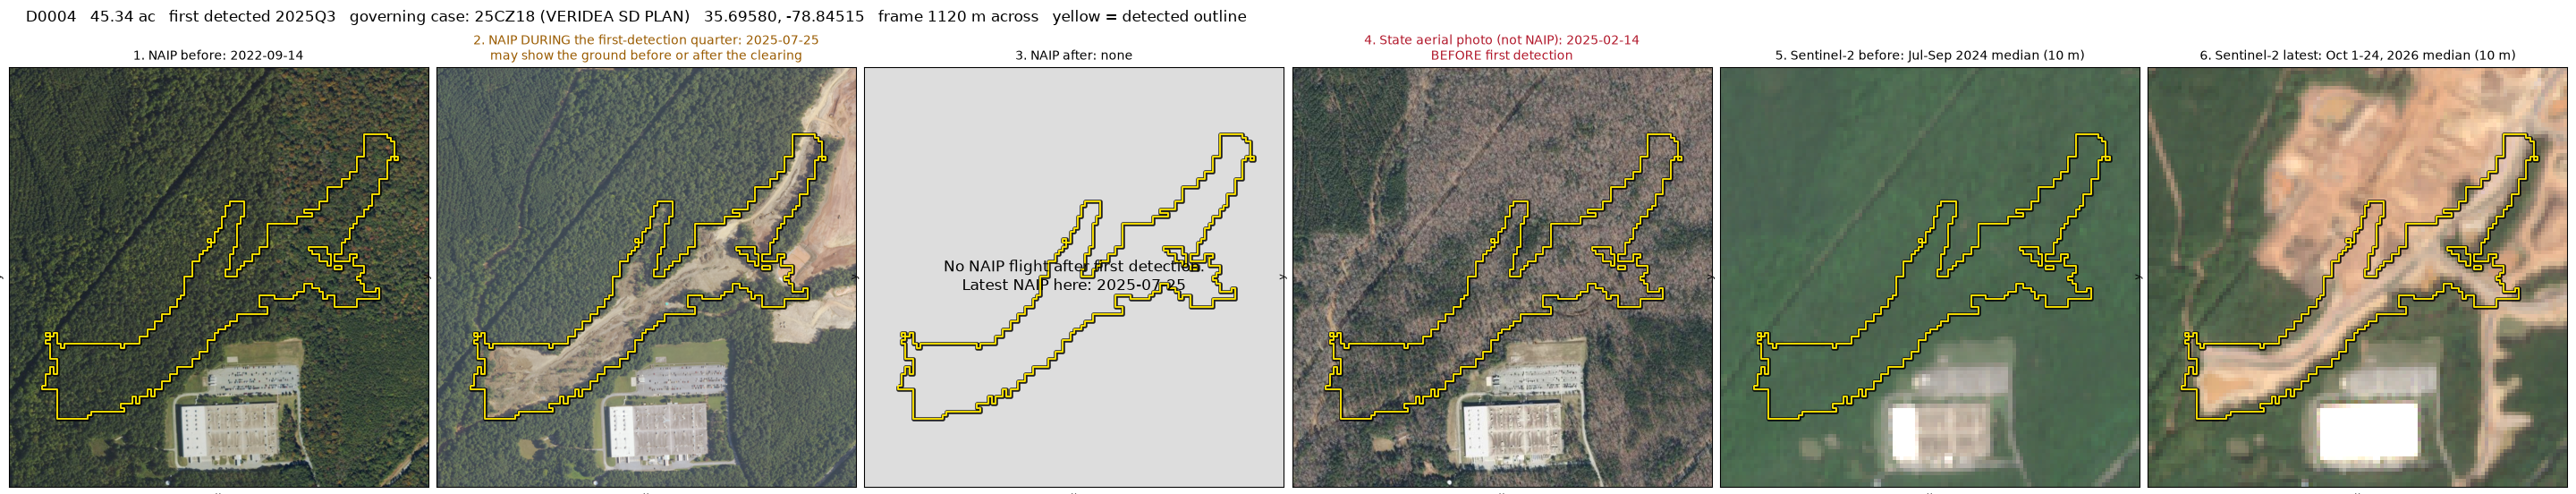 D0004   45.34 ac   first detected 2025Q3   governing case: 25CZ18 (VERIDEA SD PLAN)   35.69580, -78.84515   frame 1120 m across   yellow = detected outline
1. NAIP before: 2022-09-14
2. NAIP DURING the first-detection quarter: 2025-07-25
may show the ground before or after the clearing
3. NAIP after: none
4. State aerial photo (not NAIP): 2025-02-14
BEFORE first detection
5. Sentinel-2 before: Jul-Sep 2024 median (10 m)
6. Sentinel-2 latest: Oct 1-24, 2026 median (10 m)
No NAIP flight after first detection.
Latest NAIP here: 2025-07-25